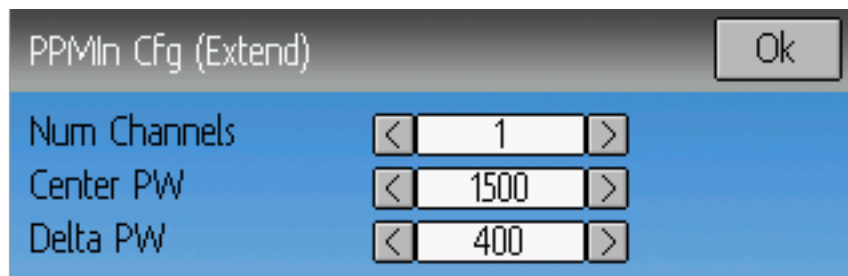 PPMIn Cfg (Extend) Ok
Num Channels < 1 >
Center PW < 1500 >
Delta PW < 400 >